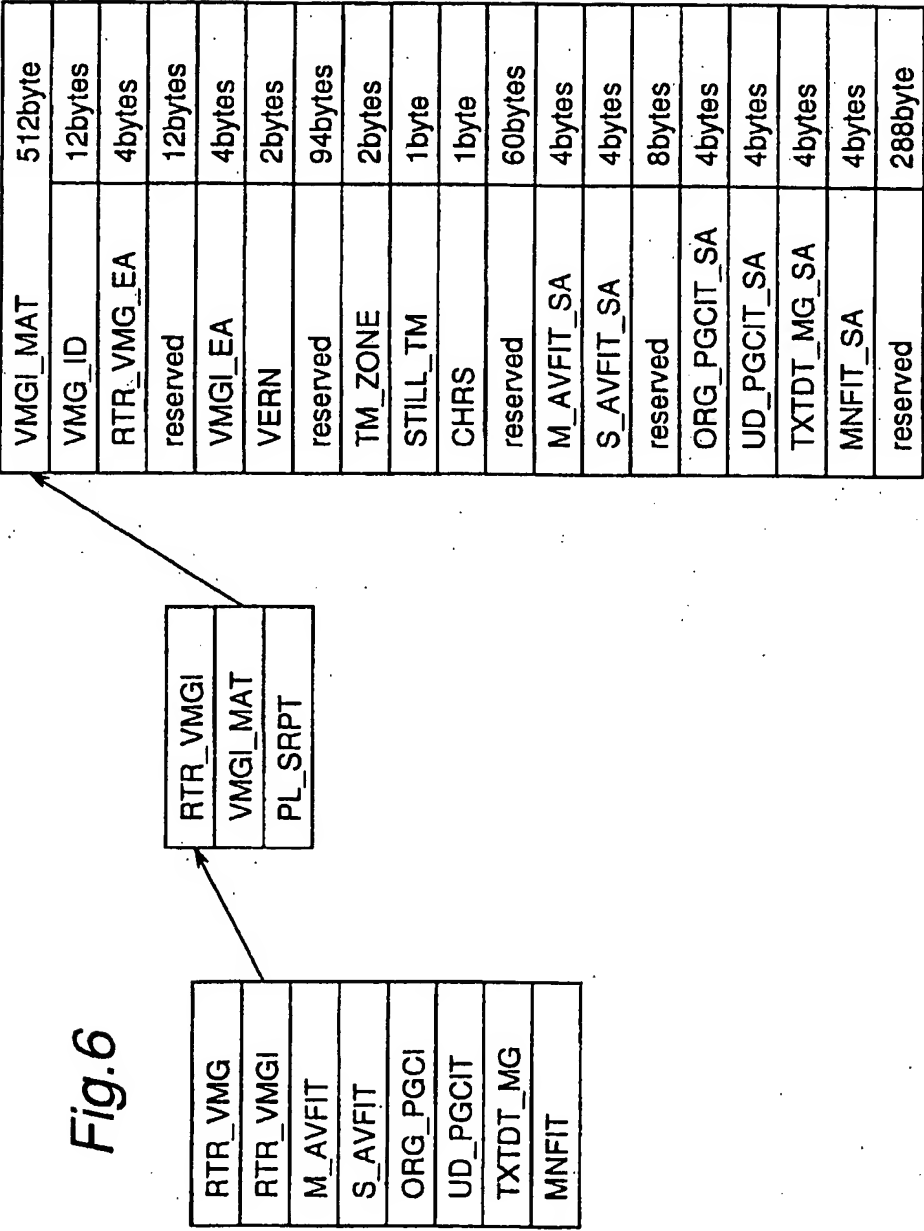 Fig.6
RTR_VMG
RTR_VMGI
M_AVFIT
S_AVFIT
ORG_PGCI
UD_PGCIT
TXTDT_MG
MNFIT
RTR_VMGI
VMGI_MAT
PL_SRPT
VMGI_MAT 512byte
VMG_ID 12bytes
RTR_VMG_EA 4bytes
reserved 12bytes
VMGI_EA 4bytes
VERN 2bytes
reserved 94bytes
TM_ZONE 2bytes
STILL_TM 1byte
CHRS 1byte
reserved 60bytes
M_AVFIT_SA 4bytes
S_AVFIT_SA 4bytes
reserved 8bytes
ORG_PGCIT_SA 4bytes
UD_PGCIT_SA 4bytes
TXTDT_MG_SA 4bytes
MNFIT_SA 4bytes
reserved 288byte